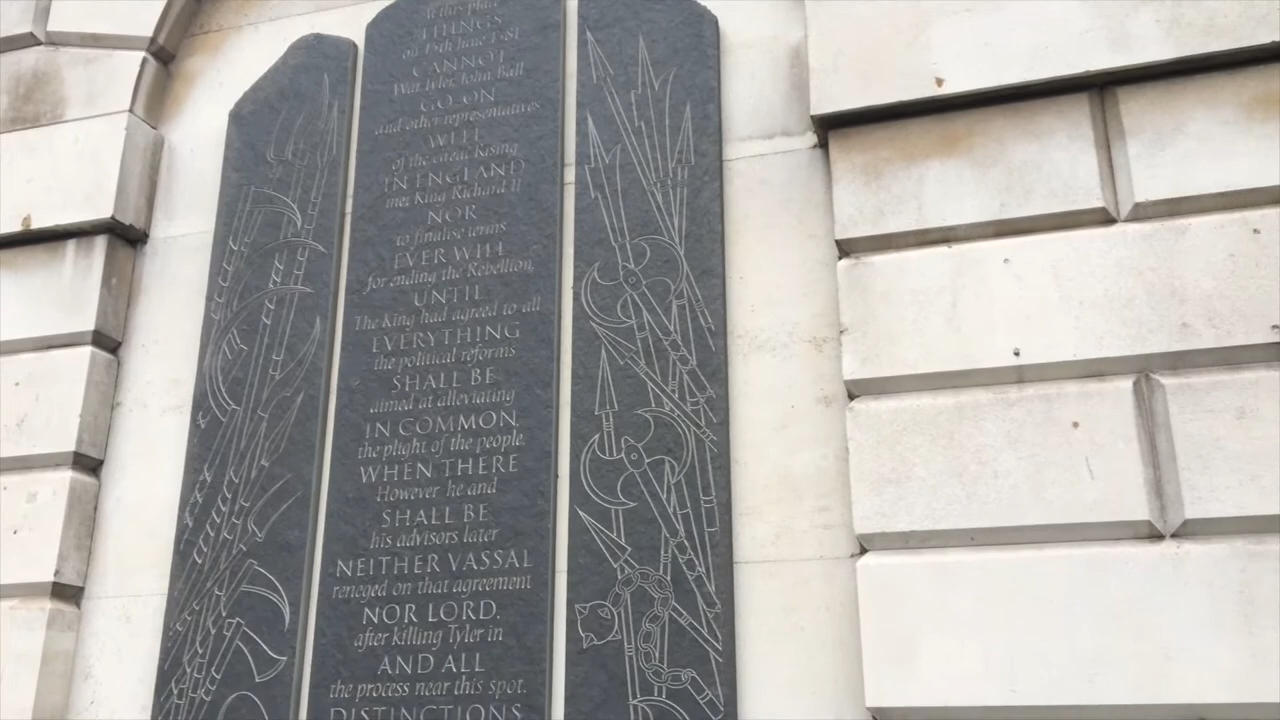 At this place
THINGS
on 15th June 1381
CANNOT
Wat Tyler, John Ball
GO ON
and other representatives
WELL
of the Great Rising
IN ENGLAND
met King Richard II
NOR
to finalise terms
EVER WILL
for ending the Rebellion,
UNTIL
The King had agreed to all
EVERYTHING
the political reforms
SHALL BE
aimed at alleviating
IN COMMON,
the plight of the people.
WHEN THERE
However he and
SHALL BE
his advisors later
NEITHER VASSAL
reneged on that agreement
NOR LORD,
after killing Tyler in
AND ALL
the process near this spot.
DISTINCTIONS